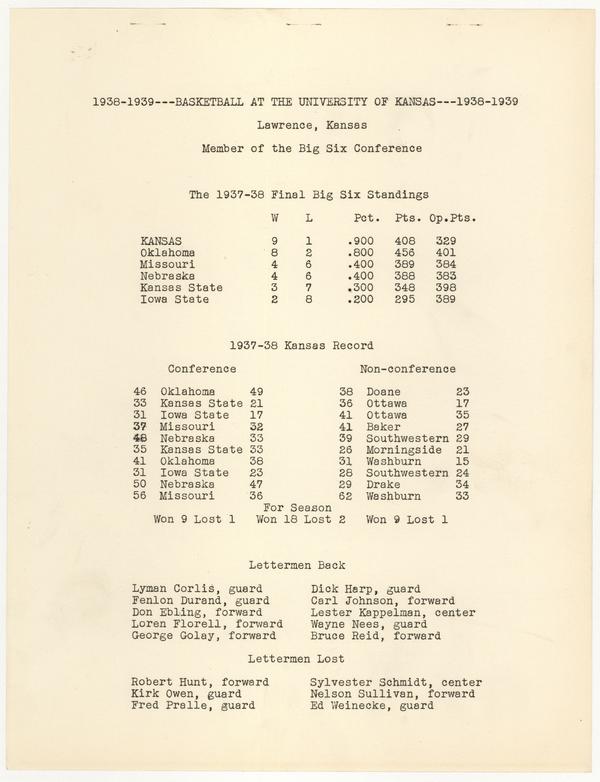 1938-1939---BASKETBALL AT THE UNIVERSITY OF KANSAS---1938-1939
Lawrence, Kansas
Member of the Big Six Conference
The 1937-38 Final Big Six Standings
W L Pct. Pts. Op.Pts.
KANSAS 9 1 .900 408 329
Oklahoma 8 2 .800 456 401
Missouri 4 6 .400 389 384
Nebraska 4 6 .400 388 383
Kansas State 3 7 .300 348 398
Iowa State 2 8 .200 295 389
1937-38 Kansas Record
Conference Non-conference
46 Oklahoma 49 38 Doane 23
33 Kansas State 21 36 Ottawa 17
31 Iowa State 17 41 Ottawa 35
37 Missouri 32 41 Baker 27
48 Nebraska 33 39 Southwestern 29
35 Kansas State 33 26 Morningside 21
41 Oklahoma 38 31 Washburn 15
31 Iowa State 23 28 Southwestern 24
50 Nebraska 47 29 Drake 34
56 Missouri 36 62 Washburn 33
For Season
Won 9 Lost 1 Won 18 Lost 2 Won 9 Lost 1
Lettermen Back
Lyman Corlis, guard Dick Harp, guard
Fenlon Durand, guard Carl Johnson, forward
Don Ebling, forward Lester Kappelman, center
Loren Florell, forward Wayne Nees, guard
George Golay, forward Bruce Reid, forward
Lettermen Lost
Robert Hunt, forward Sylvester Schmidt, center
Kirk Owen, guard Nelson Sullivan, forward
Fred Pralle, guard Ed Weinecke, guard